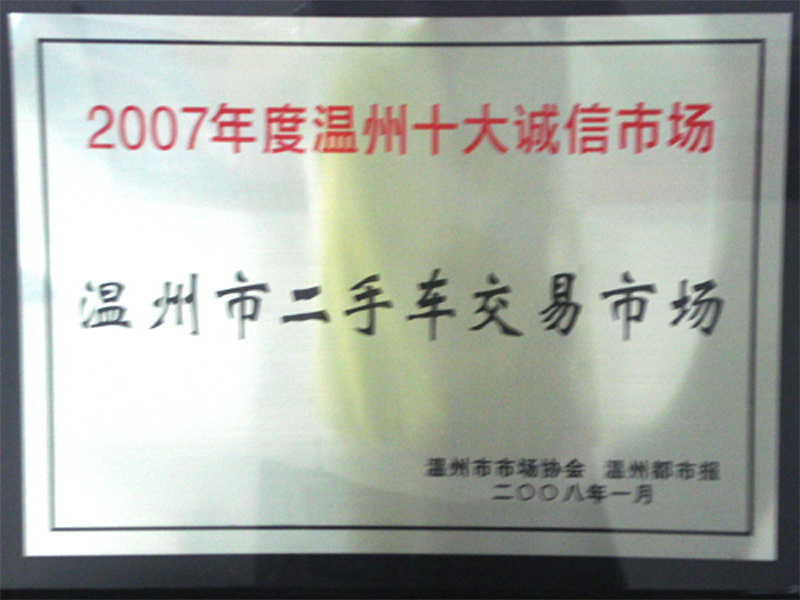 2007年度温州十大诚信市场
温州市二手车交易市场
温州市市场协会 温州都市报
二〇〇八年一月